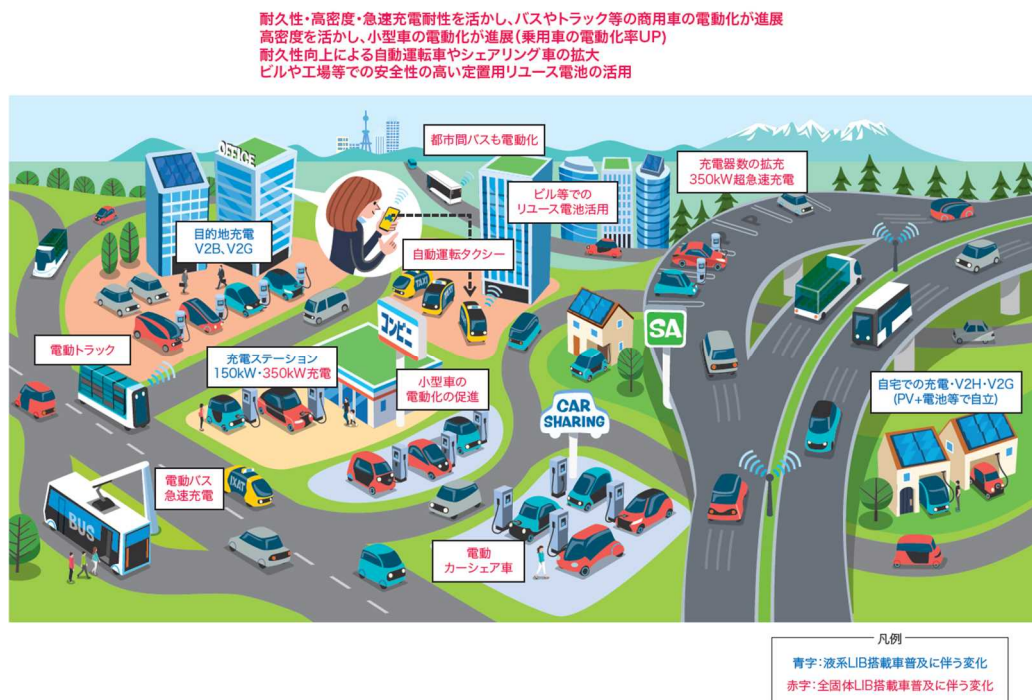 耐久性・高密度・急速充電耐性を活かし、バスやトラック等の商用車の電動化が進展
高密度を活かし、小型車の電動化が進展(乗用車の電動化率UP)
耐久性向上による自動運転車やシェアリング車の拡大
ビルや工場等での安全性の高い定置用リユース電池の活用
都市間バスも電動化
OFFICE
充電器数の拡充
350kW超急速充電
ビル等での
リユース電池活用
目的地充電
V2B、V2G
自動運転タクシー
TAXI
P
コンビニ
SA
電動トラック
充電ステーション
150kW・350kW充電
小型車の
電動化の促進
自宅での充電・V2H・V2G
(PV+電池等で自立)
CAR
SHARING
電動バス
急速充電
TAXI
BUS
電動
カーシェア車
凡例
青字：液系LIB搭載車普及に伴う変化
赤字：全固体LIB搭載車普及に伴う変化